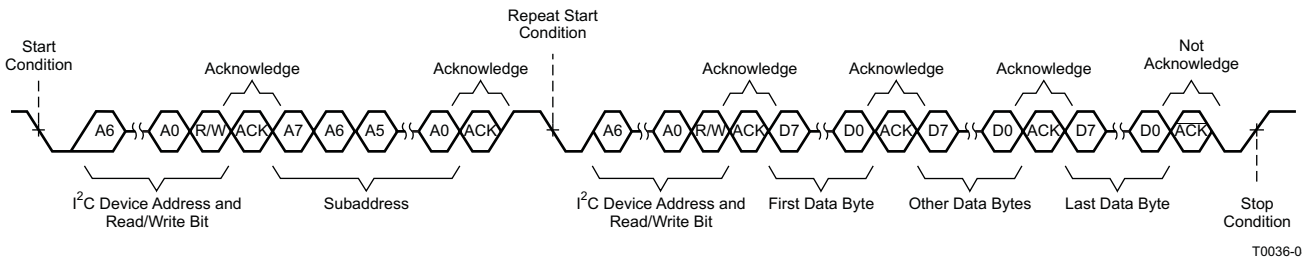 Repeat Start
Condition
Start
Condition
Not
Acknowledge
Acknowledge
Acknowledge
Acknowledge
Acknowledge
Acknowledge
A6 A0 R/W ACK A7 A6 A5 A0 ACK A6 A0 R/W ACK D7 D0 ACK D7 D0 ACK D7 D0 ACK
I²C Device Address and
Read/Write Bit
Subaddress
I²C Device Address and
Read/Write Bit
First Data Byte
Other Data Bytes
Last Data Byte
Stop
Condition
T0036-0